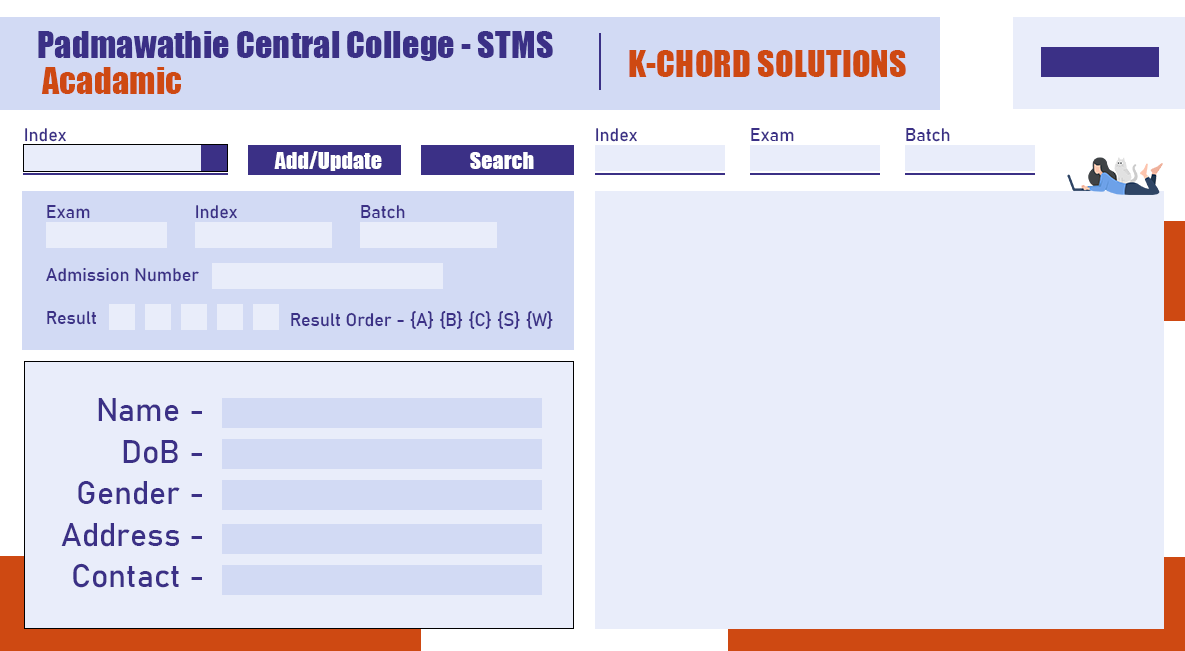 Padmawathie Central College - STMS
Acadamic
K-CHORD SOLUTIONS
Index
Add/Update
Search
Index Exam Batch
Exam Index Batch
Admission Number
Result
Result Order - {A} {B} {C} {S} {W}
Name -
DoB -
Gender -
Address -
Contact -